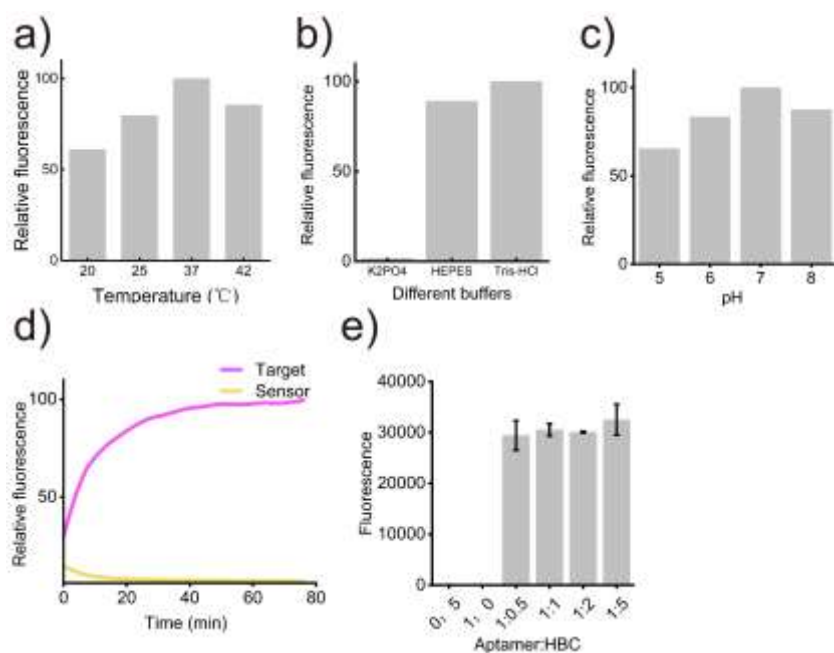 a)
Relative fluorescence
100
50
0
20 25 37 42
Temperature (℃)
b)
Relative fluorescence
100
50
0
K2PO4 HEPES Tris-HCl
Different buffers
c)
Relative fluorescence
100
50
0
5 6 7 8
pH
d)
Target
Sensor
Relative fluorescence
100
50
0 20 40 60 80
Time (min)
e)
Fluorescence
40000
30000
20000
10000
0
0, 5 1, 0 1:0.5 1:1 1:2 1:5
Aptamer:HBC